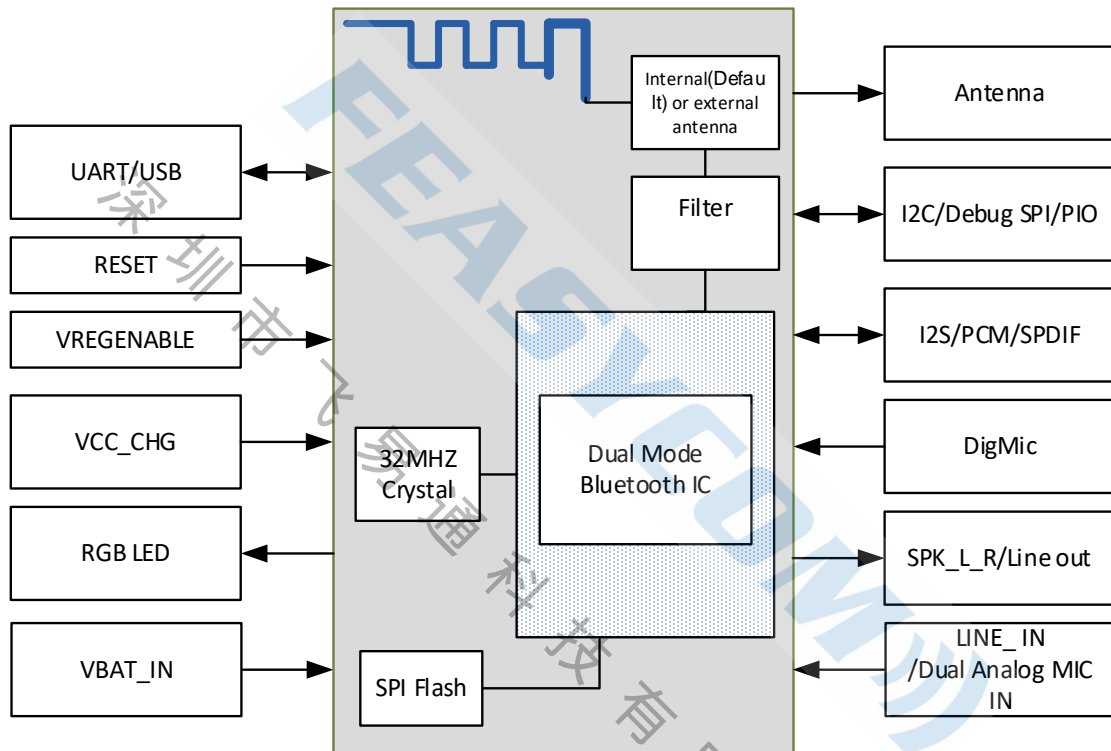 Internal(Defau
lt) or external
antenna
Antenna
UART/USB
Filter
I2C/Debug SPI/PIO
RESET
VREGENABLE
I2S/PCM/SPDIF
VCC_CHG
32MHZ
Crystal
Dual Mode
Bluetooth IC
DigMic
RGB LED
SPK_L_R/Line out
VBAT_IN
SPI Flash
LINE_ IN
/Dual Analog MIC
IN
FEASYCOM
深圳市飞易通科技有